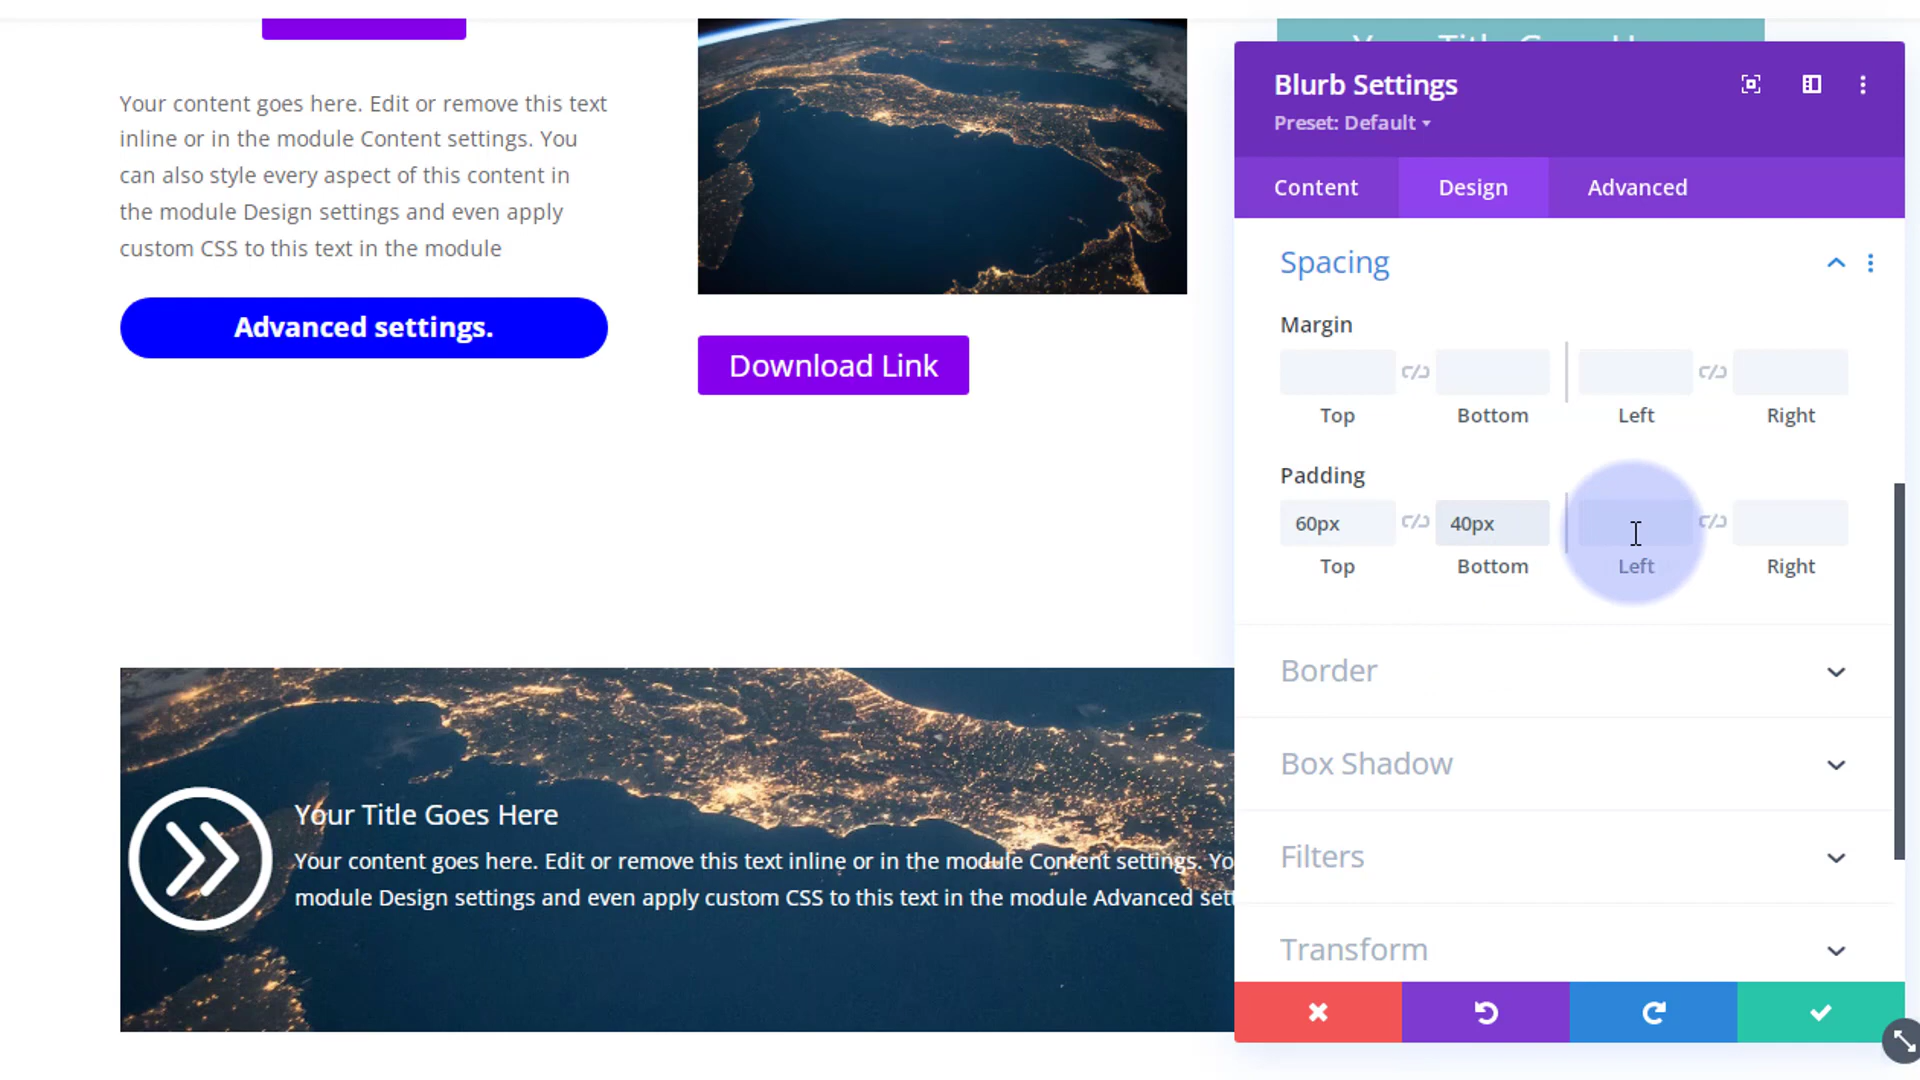 Your content goes here. Edit or remove this text
inline or in the module Content settings. You
can also style every aspect of this content in
the module Design settings and even apply
custom CSS to this text in the module
Advanced settings.
Download Link
Your Title Goes Here
Your content goes here. Edit or remove this text inline or in the module Content settings. Yo
module Design settings and even apply custom CSS to this text in the module Advanced sett
Blurb Settings
Preset: Default
Content
Design
Advanced
Spacing
Margin
Top
Bottom
Left
Right
Padding
60px
40px
Top
Bottom
Left
Right
Border
Box Shadow
Filters
Transform